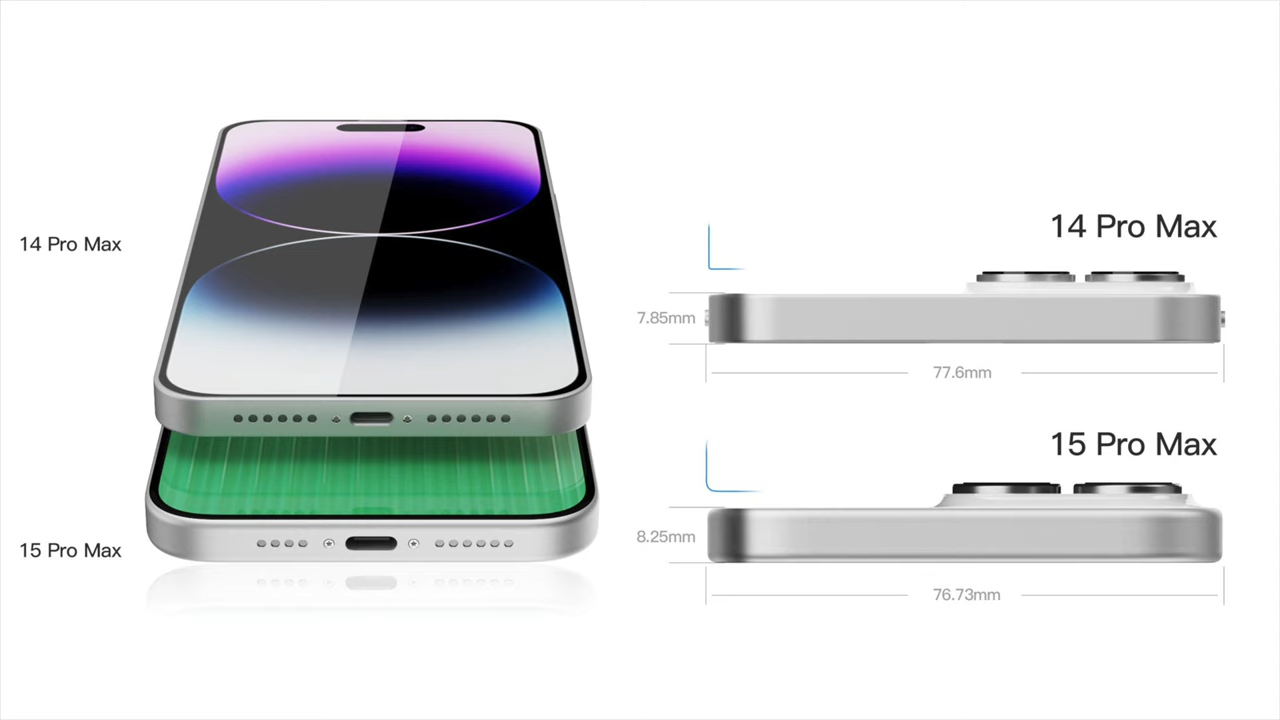 14 Pro Max
15 Pro Max
14 Pro Max
7.85mm
77.6mm
15 Pro Max
8.25mm
76.73mm